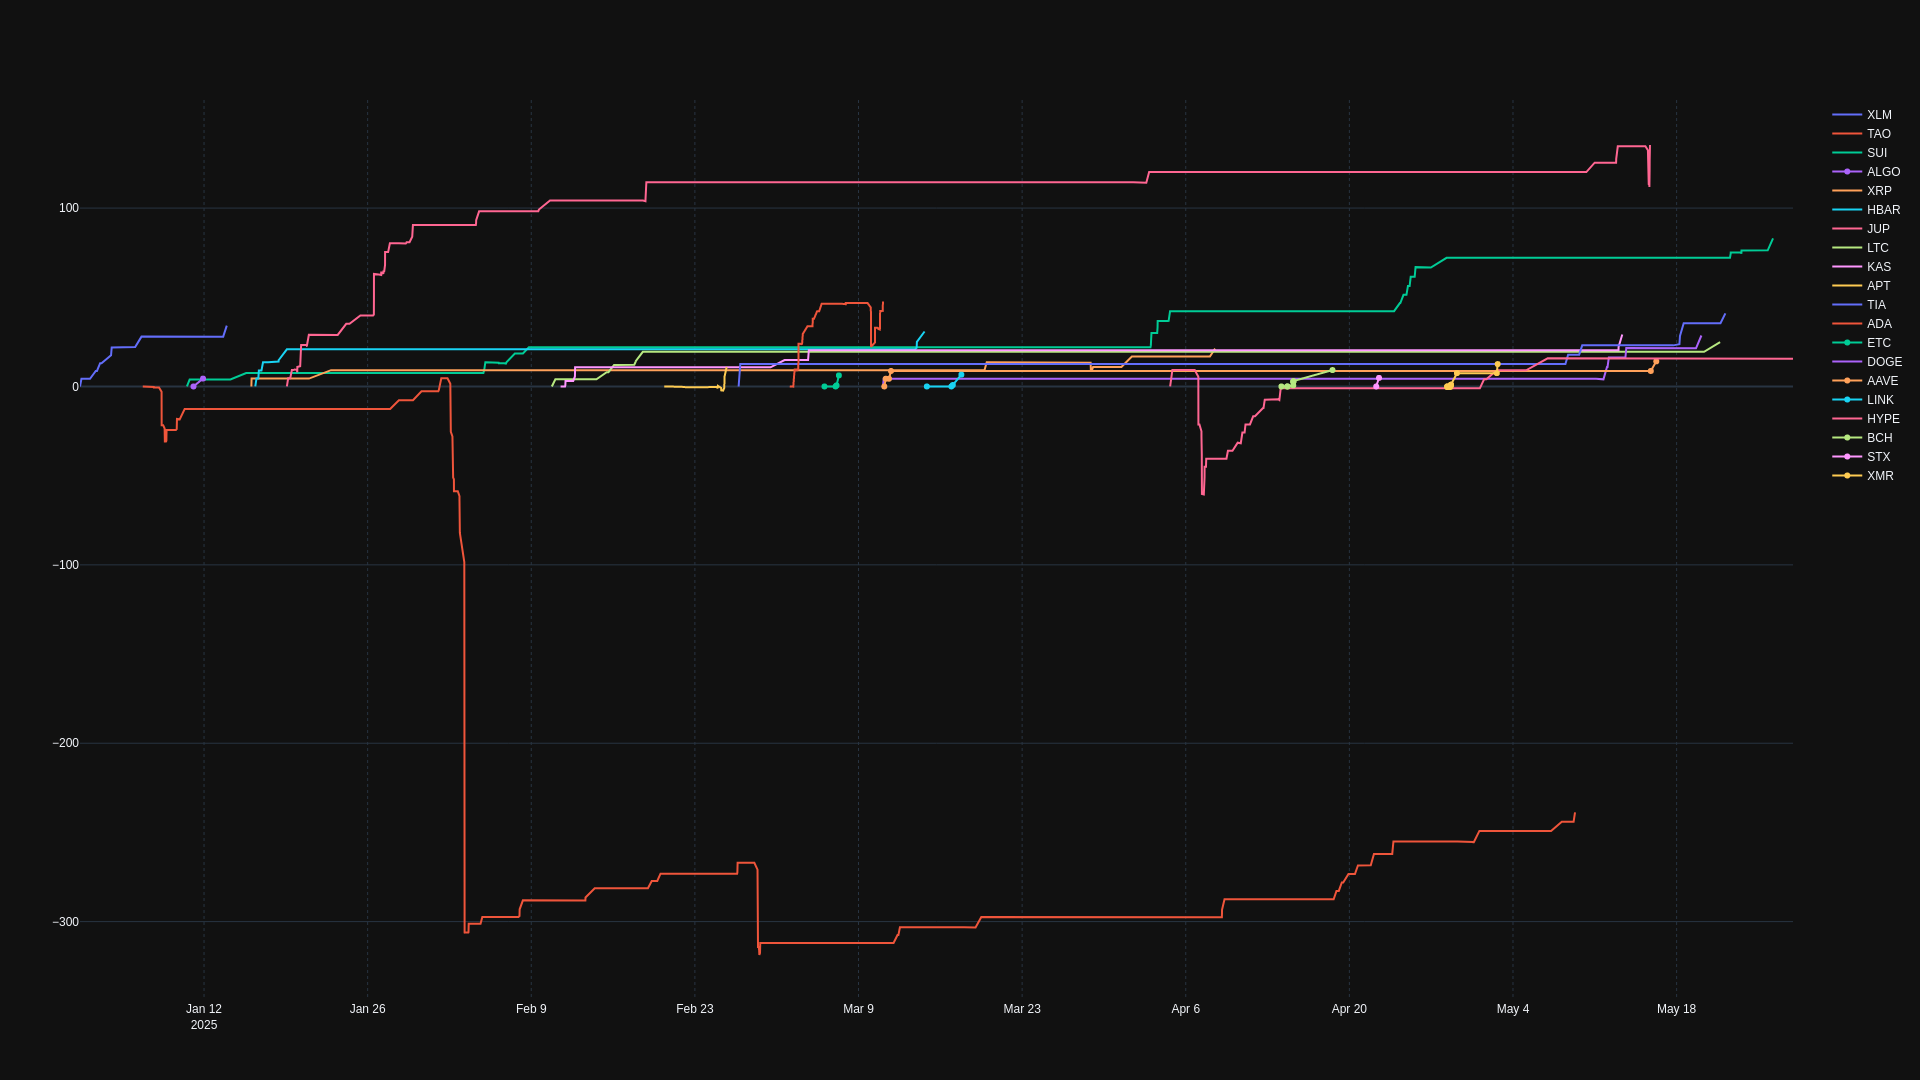 100
0
−100
−200
−300
Jan 12
2025
Jan 26
Feb 9
Feb 23
Mar 9
Mar 23
Apr 6
Apr 20
May 4
May 18
XLM
TAO
SUI
ALGO
XRP
HBAR
JUP
LTC
KAS
APT
TIA
ADA
ETC
DOGE
AAVE
LINK
HYPE
BCH
STX
XMR